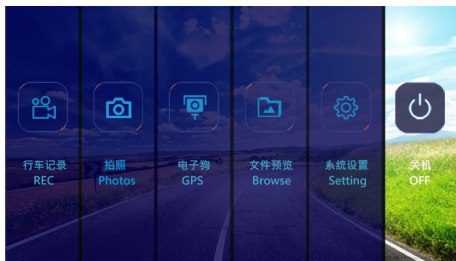 行车记录
REC
拍照
Photos
电子狗
GPS
文件预览
Browse
系统设置
Setting
关机
OFF